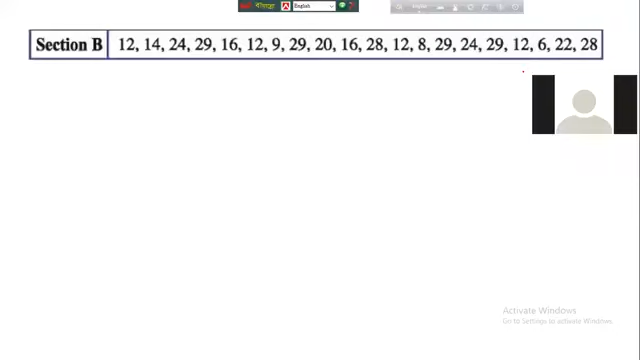 English
English
Section B 12, 14, 24, 29, 16, 12, 9, 29, 20, 16, 28, 12, 8, 29, 24, 29, 12, 6, 22, 28
Activate Windows
Go to Settings to activate Windows.